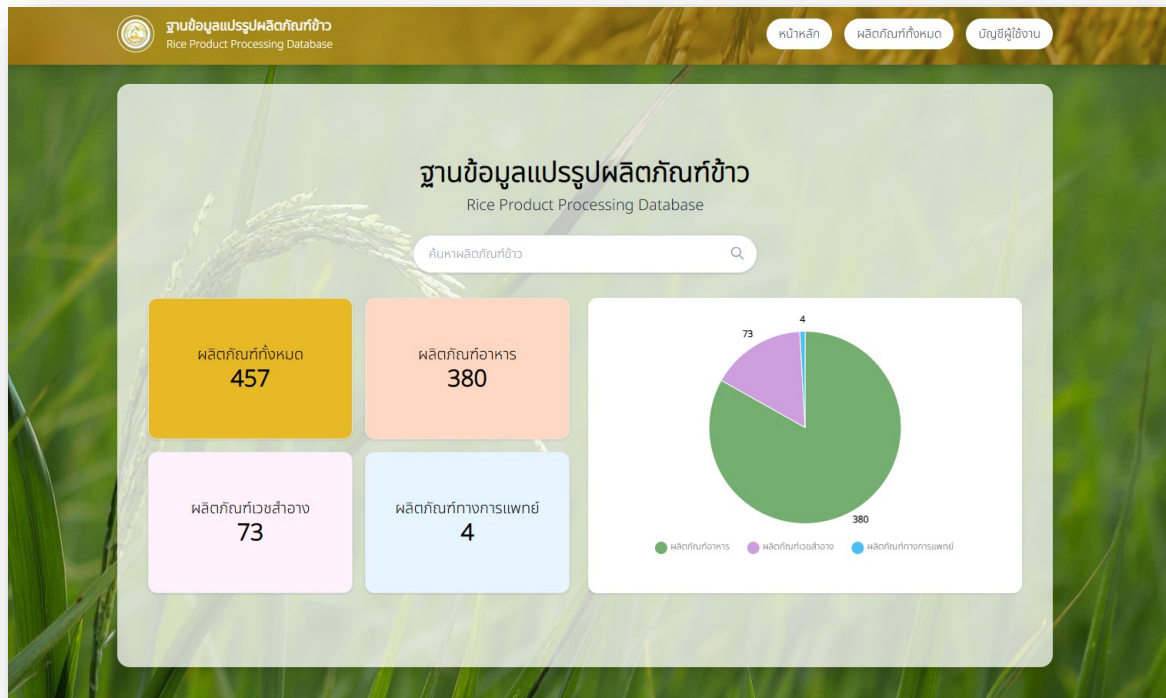 ฐานข้อมูลแปรรูปผลิตภัณฑ์ข้าว
Rice Product Processing Database
หน้าหลัก
ผลิตภัณฑ์ทั้งหมด
บัญชีผู้ใช้งาน
ฐานข้อมูลแปรรูปผลิตภัณฑ์ข้าว
Rice Product Processing Database
ค้นหาผลิตภัณฑ์ข้าว
ผลิตภัณฑ์ทั้งหมด
457
ผลิตภัณฑ์อาหาร
380
ผลิตภัณฑ์เวชสำอาง
73
ผลิตภัณฑ์ทางการแพทย์
4
4
73
380
ผลิตภัณฑ์อาหาร
ผลิตภัณฑ์เวชสำอาง
ผลิตภัณฑ์ทางการแพทย์